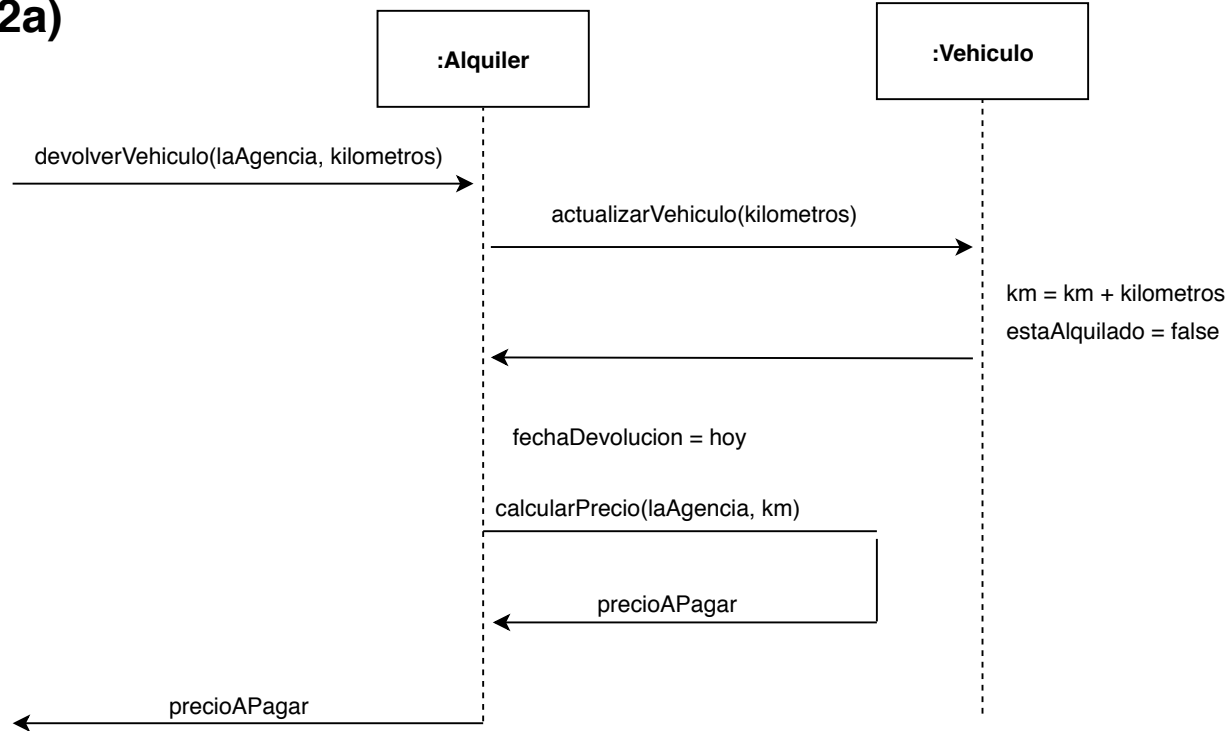 2a)
:Alquiler
:Vehiculo
devolverVehiculo(laAgencia, kilometros)
actualizarVehiculo(kilometros)
km = km + kilometros
estaAlquilado = false
fechaDevolucion = hoy
calcularPrecio(laAgencia, km)
precioAPagar
precioAPagar